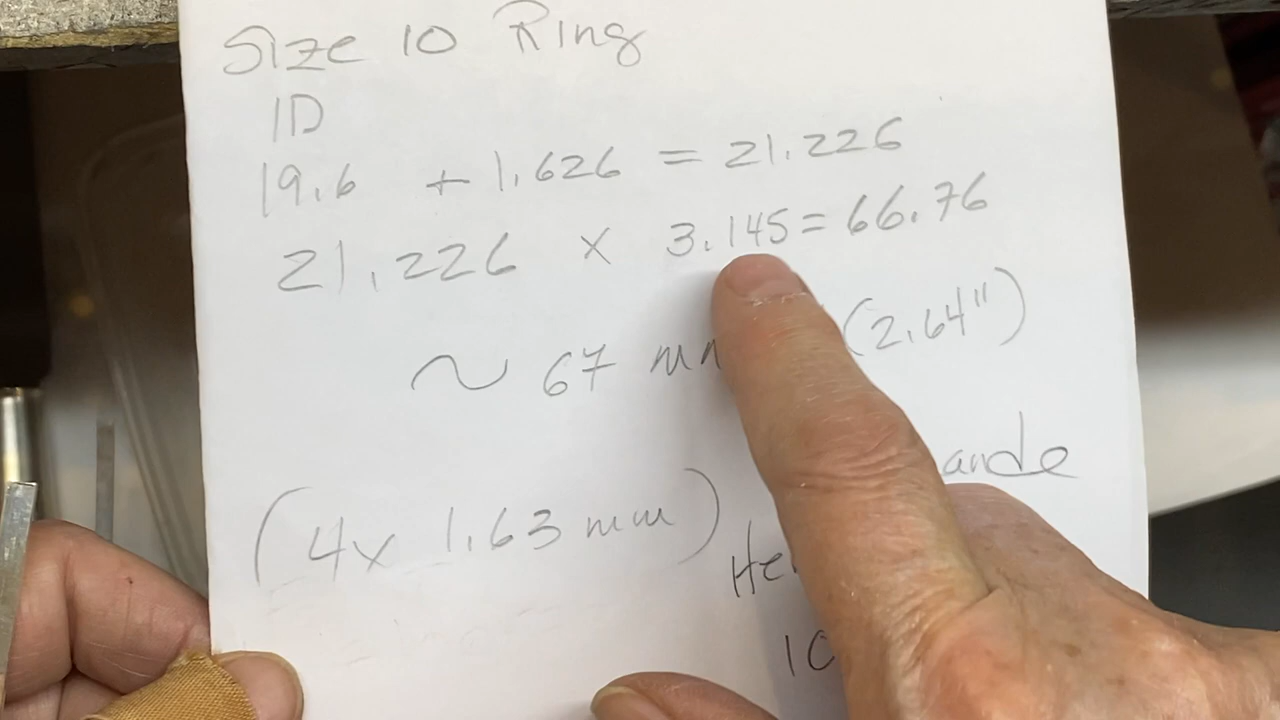 Size 10 Ring
ID
19.6 + 1.626 = 21.226
21.226 x 3.145 = 66.76
~ 67 mm (2.64")
(4x 1.63 mm)